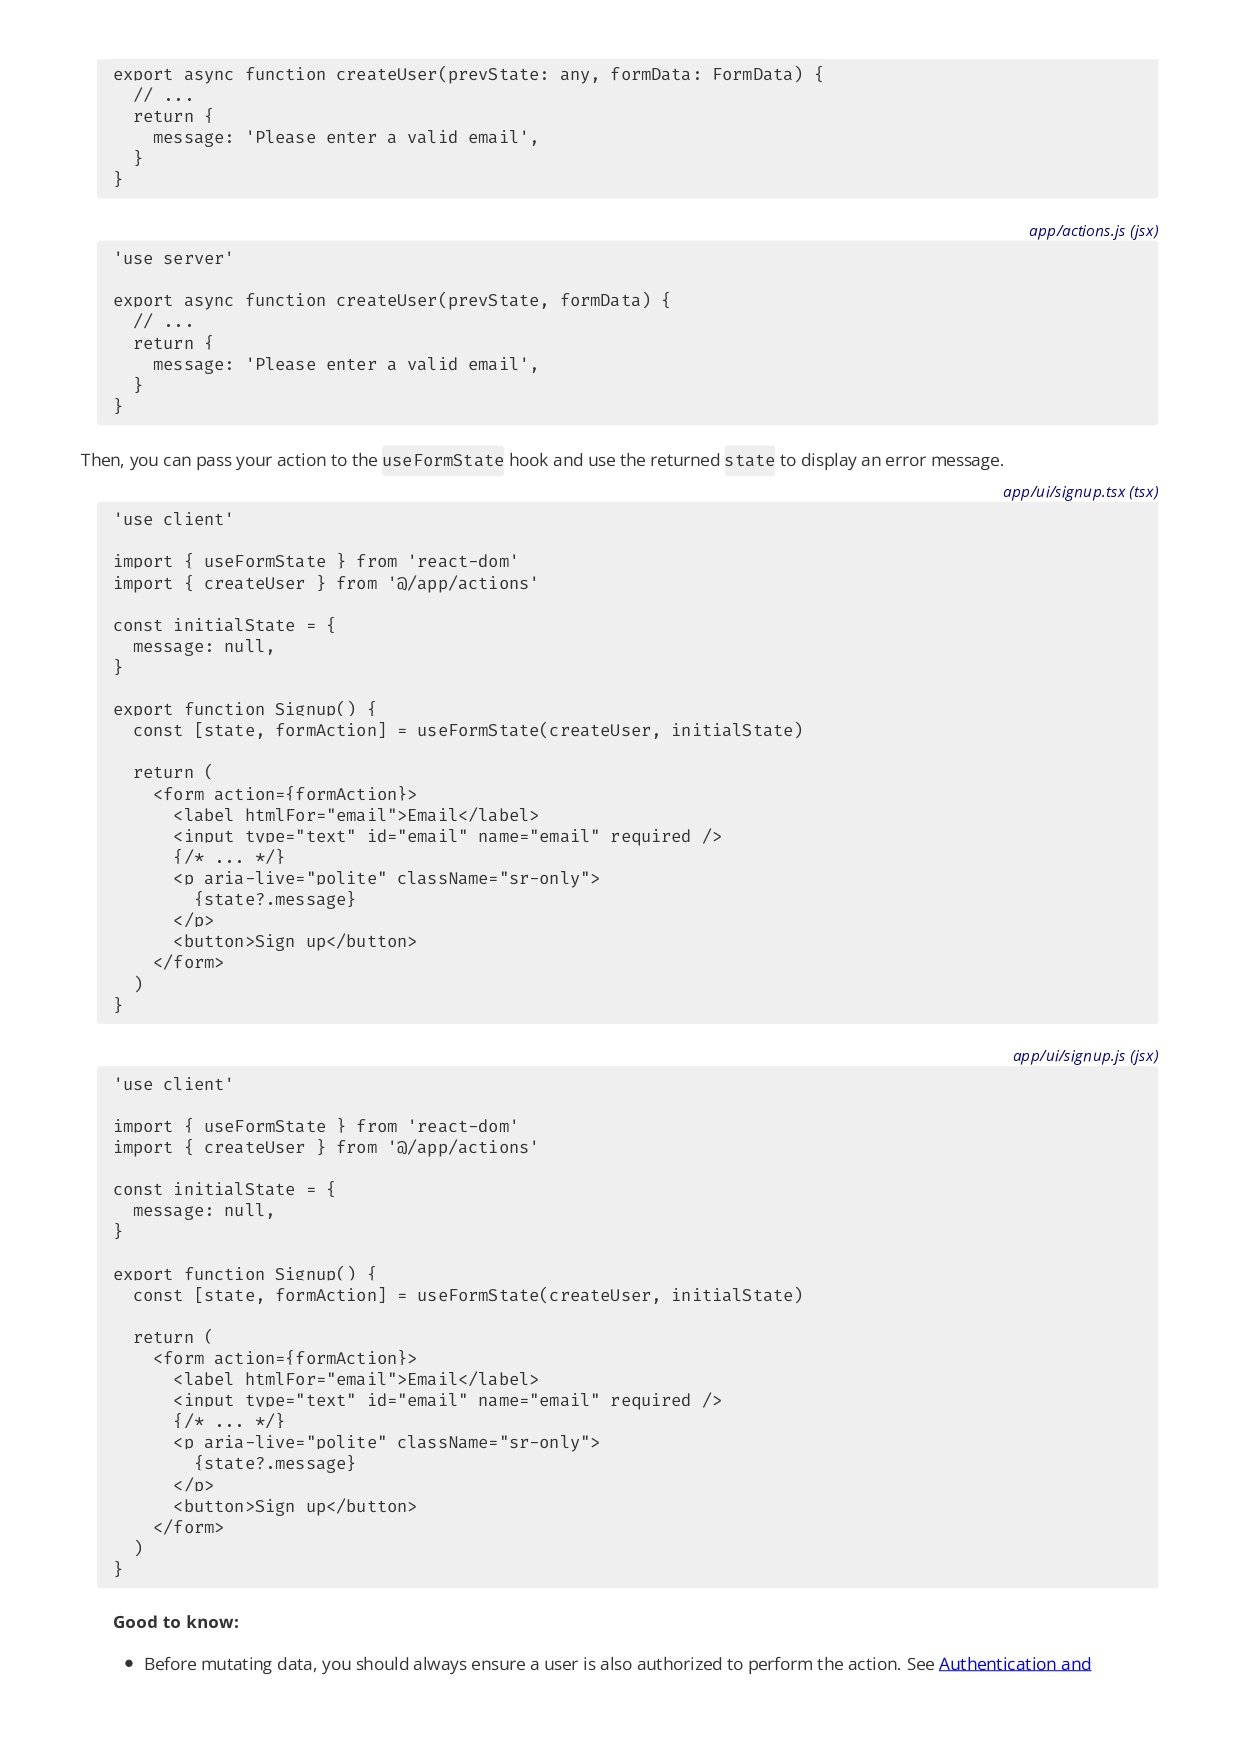 export async function createUser(prevState: any, formData: FormData) {
  // ...
  return {
    message: 'Please enter a valid email',
  }
}
app/actions.js (jsx)
'use server'
export async function createUser(prevState, formData) {
  // ...
  return {
    message: 'Please enter a valid email',
  }
}
Then, you can pass your action to the useFormState hook and use the returned state to display an error message.
app/ui/signup.tsx (tsx)
'use client'
import { useFormState } from 'react-dom'
import { createUser } from '@/app/actions'
const initialState = {
  message: null,
}
export function Signup() {
  const [state, formAction] = useFormState(createUser, initialState)
  return (
    <form action={formAction}>
      <label htmlFor="email">Email</label>
      <input type="text" id="email" name="email" required />
      {/* ... */}
      <p aria-live="polite" className="sr-only">
        {state?.message}
      </p>
      <button>Sign up</button>
    </form>
  )
}
app/ui/signup.js (jsx)
'use client'
import { useFormState } from 'react-dom'
import { createUser } from '@/app/actions'
const initialState = {
  message: null,
}
export function Signup() {
  const [state, formAction] = useFormState(createUser, initialState)
  return (
    <form action={formAction}>
      <label htmlFor="email">Email</label>
      <input type="text" id="email" name="email" required />
      {/* ... */}
      <p aria-live="polite" className="sr-only">
        {state?.message}
      </p>
      <button>Sign up</button>
    </form>
  )
}
Good to know:
• Before mutating data, you should always ensure a user is also authorized to perform the action. See Authentication and